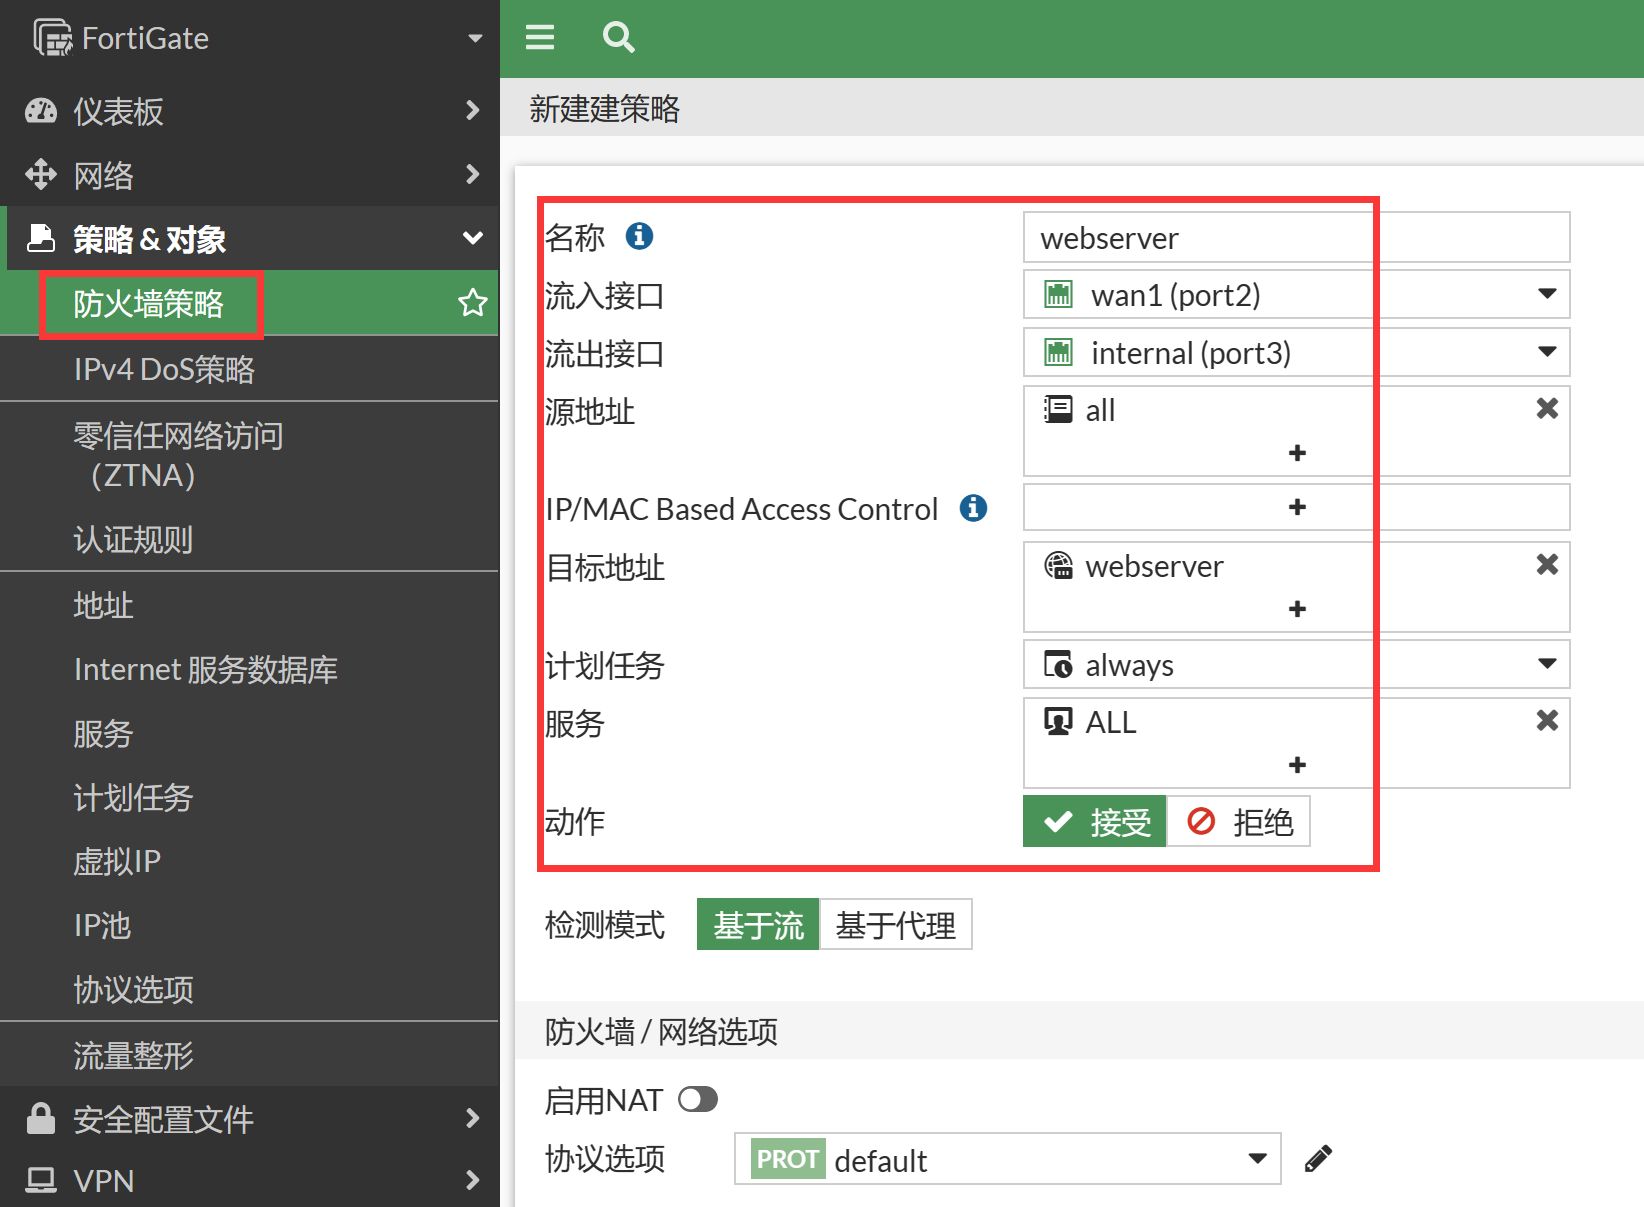 FortiGate
仪表板
网络
策略 & 对象
防火墙策略
IPv4 DoS策略
零信任网络访问
（ZTNA）
认证规则
地址
Internet 服务数据库
服务
计划任务
虚拟IP
IP池
协议选项
流量整形
安全配置文件
VPN
新建建策略
名称 webserver
流入接口 wan1 (port2)
流出接口 internal (port3)
源地址 all
IP/MAC Based Access Control
目标地址 webserver
计划任务 always
服务 ALL
动作 接受 拒绝
检测模式 基于流 基于代理
防火墙 / 网络选项
启用NAT
协议选项 PROT default